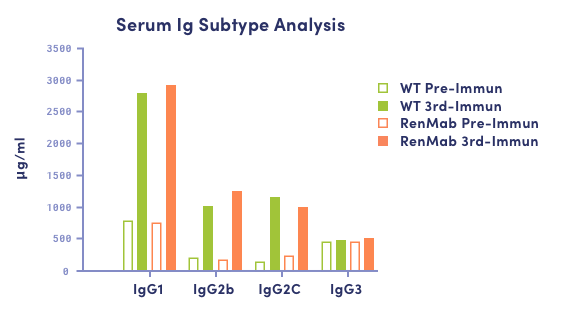 Serum Ig Subtype Analysis
3500
3000
2500
2000
1500
1000
500
0
µg/ml
IgG1 IgG2b IgG2C IgG3
WT Pre-Immun
WT 3rd-Immun
RenMab Pre-Immun
RenMab 3rd-Immun